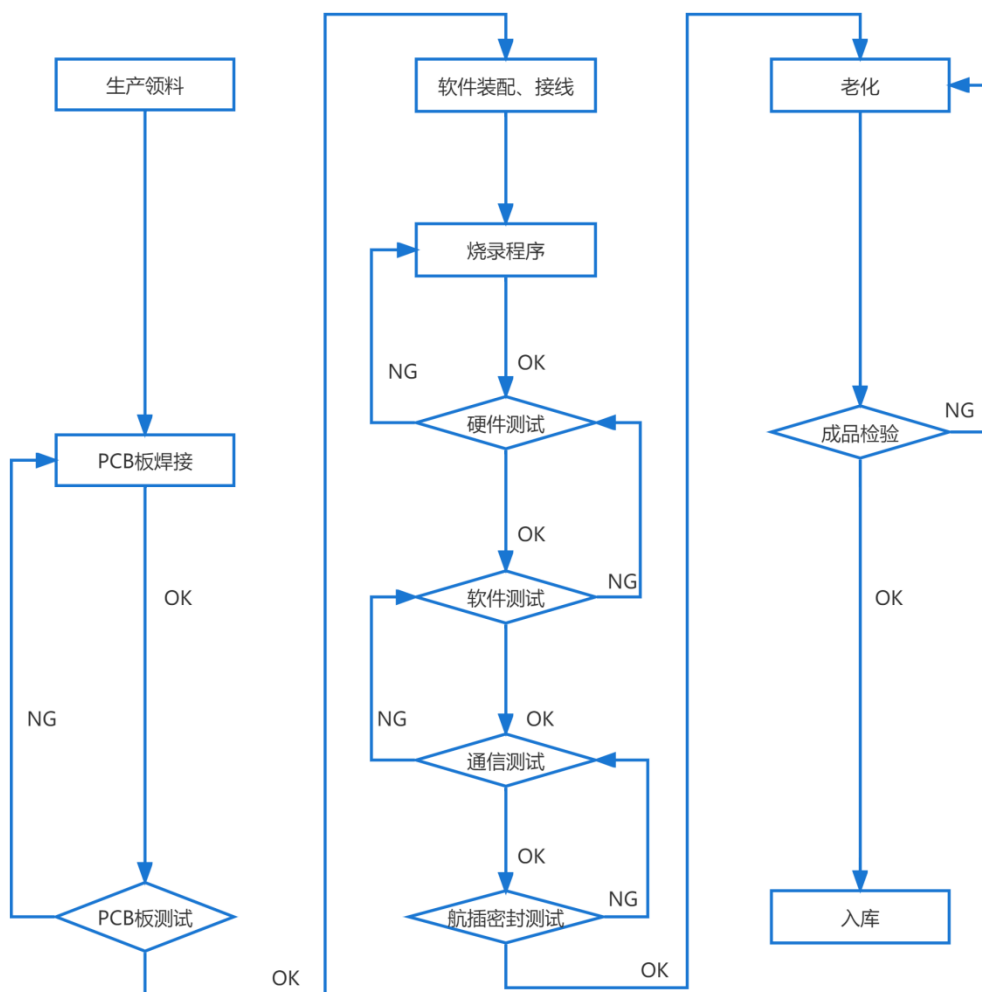 生产领料
PCB板焊接
OK
NG
PCB板测试
OK
软件装配、接线
烧录程序
OK
NG
硬件测试
OK
NG
软件测试
NG
OK
通信测试
OK
NG
航插密封测试
OK
老化
NG
成品检验
OK
入库